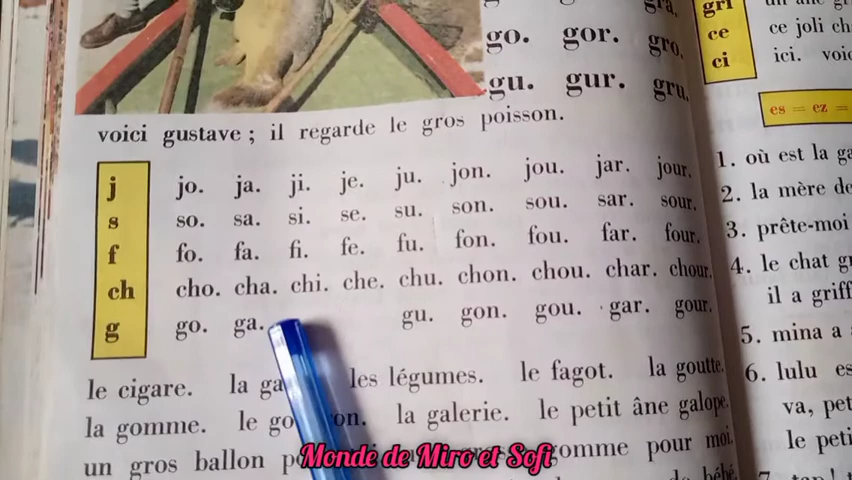 gra.
go. gor. gro.
gu. gur. gru.
voici gustave ; il regarde le gros poisson.
j jo. ja. ji. je. ju. jon. jou. jar. jour.
s so. sa. si. se. su. son. sou. sar. sour.
f fo. fa. fi. fe. fu. fon. fou. far. four.
ch cho. cha. chi. che. chu. chon. chou. char. chour.
g go. ga. gu. gon. gou. gar. gour.
le cigare. la ga les légumes. le fagot. la goutte.
la gomme. le go on. la galerie. le petit âne galope.
un gros ballon gomme pour moi.
bébé
gri
ce ce joli ch
ci ici. voic
es = ez =
1. où est la ga
2. la mère de
3. prête-moi
4. le chat g
il a griff
5. mina a
6. lulu es
va, pet
le peti
7.
Monde de Miro et Sofi